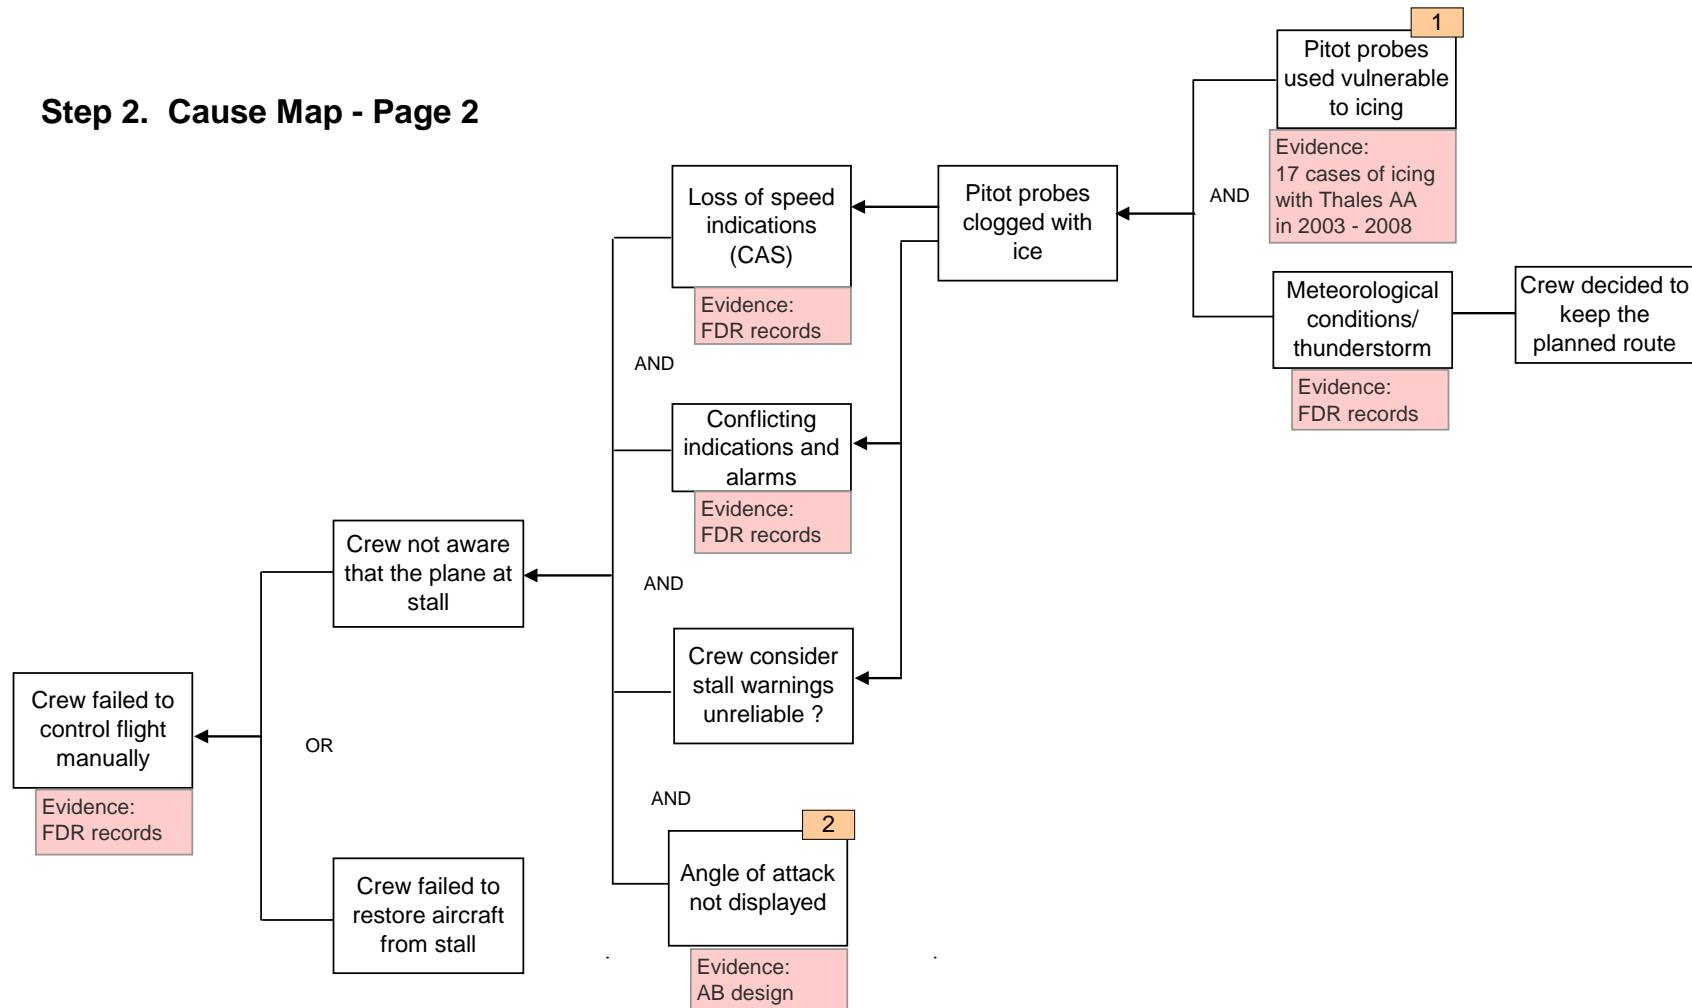 Step 2. Cause Map - Page 2
1
Pitot probes
used vulnerable
to icing
Evidence:
17 cases of icing
with Thales AA
in 2003 - 2008
AND
Loss of speed
indications
(CAS)
Evidence:
FDR records
Pitot probes
clogged with
ice
Meteorological
conditions/
thunderstorm
Evidence:
FDR records
Crew decided to
keep the
planned route
AND
Conflicting
indications and
alarms
Evidence:
FDR records
Crew not aware
that the plane at
stall
AND
Crew consider
stall warnings
unreliable ?
Crew failed to
control flight
manually
Evidence:
FDR records
OR
AND
2
Angle of attack
not displayed
Evidence:
AB design
Crew failed to
restore aircraft
from stall